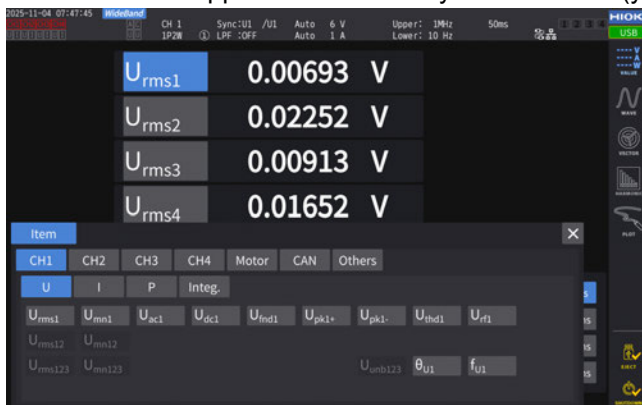 2025-11-04 07:47:45 WideBand CH 1 Sync:U1 /U1 Auto 6 V Upper: 1MHz 50ms HIOKI
1P2W ① LPF :OFF Auto 1 A Lower: 10 Hz USB
Urms1 0.00693 V
VALUE
WAVE
Urms2 0.02252 V
VECTOR
Urms3 0.00913 V
Urms4 0.01652 V
PLOT
Item ×
CH1 CH2 CH3 CH4 Motor CAN Others
U I P Integ.
Urms1 Umn1 Uac1 Udc1 Ufnd1 Upk1+ Upk1- Uthd1 Urf1
Urms12 Umn12
Urms123 Umn123 Uunb123 θU1 fU1
EJECT